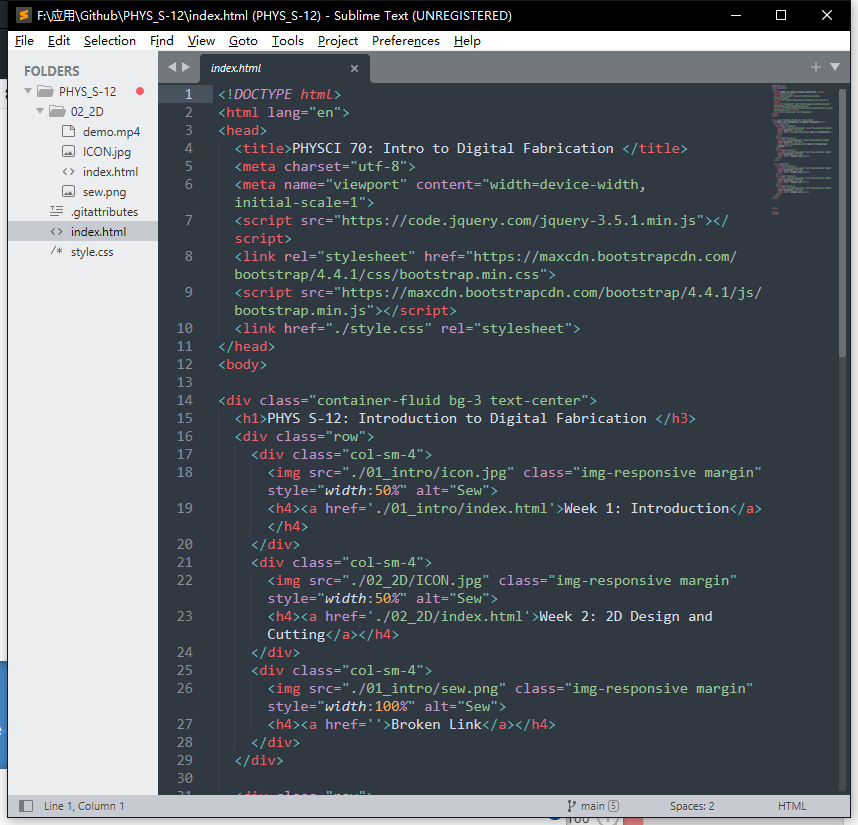 F:\应用\Github\PHYS_S-12\index.html (PHYS_S-12) - Sublime Text (UNREGISTERED)
File Edit Selection Find View Goto Tools Project Preferences Help
FOLDERS
PHYS_S-12
02_2D
demo.mp4
ICON.jpg
<> index.html
sew.png
.gitattributes
<> index.html
/* style.css
index.html
1 <!DOCTYPE html>
2 <html lang="en">
3 <head>
4 <title>PHYSCI 70: Intro to Digital Fabrication </title>
5 <meta charset="utf-8">
6 <meta name="viewport" content="width=device-width,
initial-scale=1">
7 <script src="https://code.jquery.com/jquery-3.5.1.min.js"></
script>
8 <link rel="stylesheet" href="https://maxcdn.bootstrapcdn.com/
bootstrap/4.4.1/css/bootstrap.min.css">
9 <script src="https://maxcdn.bootstrapcdn.com/bootstrap/4.4.1/js/
bootstrap.min.js"></script>
10 <link href="./style.css" rel="stylesheet">
11 </head>
12 <body>
13
14 <div class="container-fluid bg-3 text-center">
15 <h1>PHYS S-12: Introduction to Digital Fabrication </h3>
16 <div class="row">
17 <div class="col-sm-4">
18 <img src="./01_intro/icon.jpg" class="img-responsive margin"
style="width:50%" alt="Sew">
19 <h4><a href='./01_intro/index.html'>Week 1: Introduction</a>
</h4>
20 </div>
21 <div class="col-sm-4">
22 <img src="./02_2D/ICON.jpg" class="img-responsive margin"
style="width:50%" alt="Sew">
23 <h4><a href='./02_2D/index.html'>Week 2: 2D Design and
Cutting</a></h4>
24 </div>
25 <div class="col-sm-4">
26 <img src="./01_intro/sew.png" class="img-responsive margin"
style="width:100%" alt="Sew">
27 <h4><a href=''>Broken Link</a></h4>
28 </div>
29 </div>
30
31 <div class="row">
Line 1, Column 1 main 5 Spaces: 2 HTML